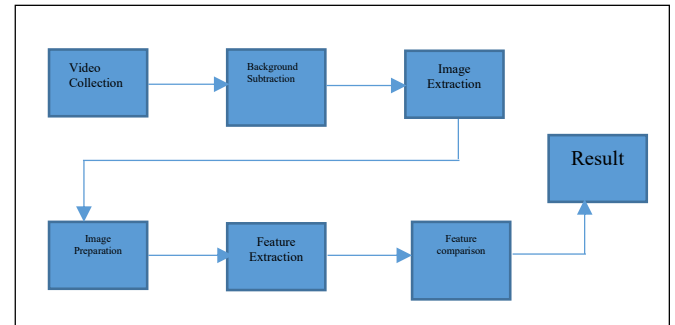 Video
Collection
Background
Subtraction
Image
Extraction
Result
Image
Preparation
Feature
Extraction
Feature
comparison